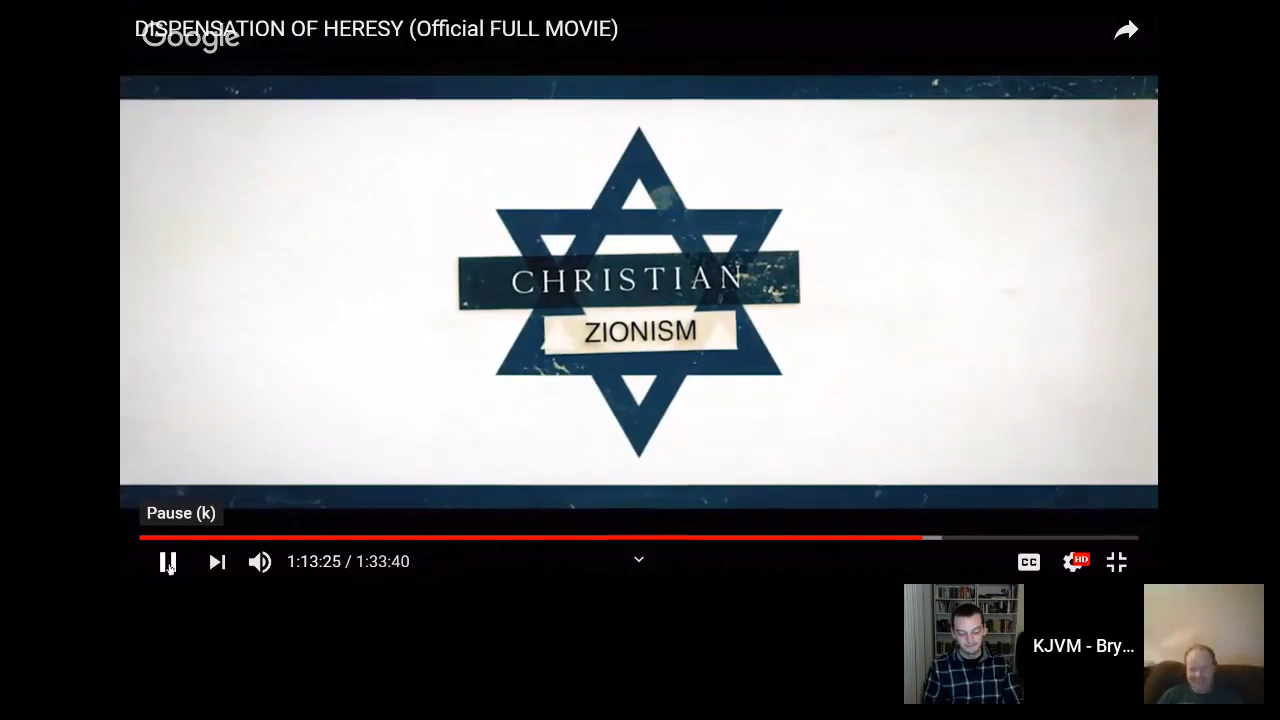 DISPENSATION OF HERESY (Official FULL MOVIE)
Google
CHRISTIAN
ZIONISM
Pause (k)
1:13:25 / 1:33:40
CC
HD
KJVM - Bry...